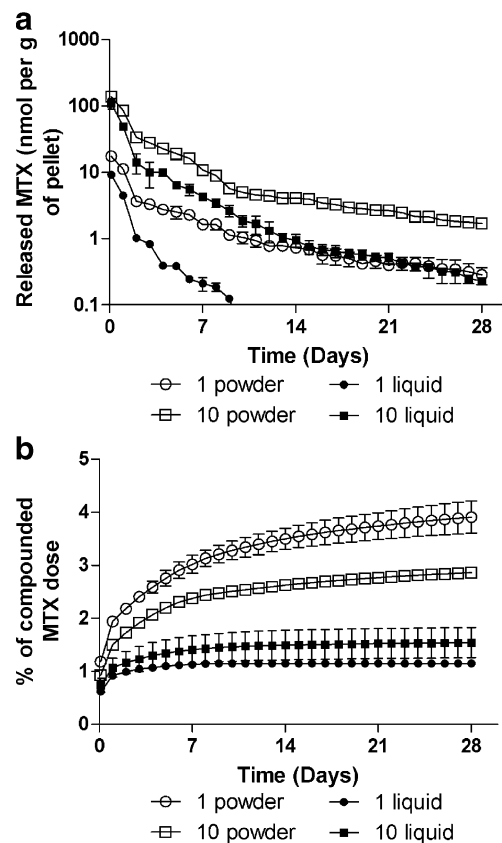 a
Released MTX (nmol per g
of pellet)
1000
100
10
1
0.1
0
7
14
21
28
Time (Days)
1 powder
1 liquid
10 powder
10 liquid
b
% of compounded
MTX dose
5
4
3
2
1
0
0
7
14
21
28
Time (Days)
1 powder
1 liquid
10 powder
10 liquid